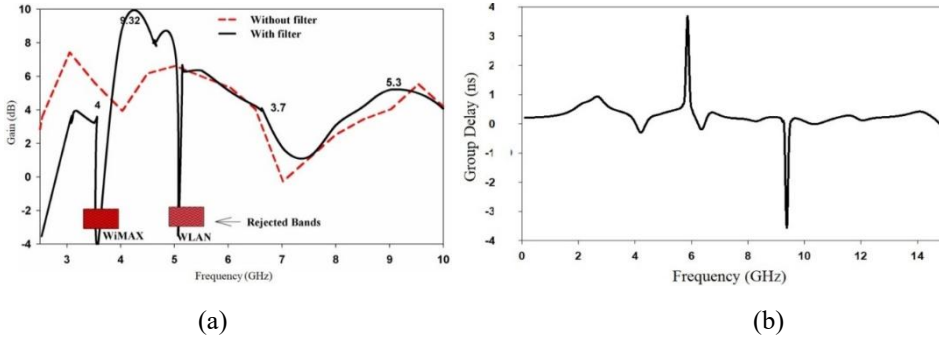 (a)
10
8
6
4
2
0
-2
-4
Gain (dB)
9.32
4
3.7
5.3
Without filter
With filter
WiMAX
WLAN
Rejected Bands
3 4 5 6 7 8 9 10
Frequency (GHz)
(b)
4
3
2
1
0
-1
-2
-3
-4
Group Delay (ns)
0 2 4 6 8 10 12 14
Frequency (GHz)
(a) (b)